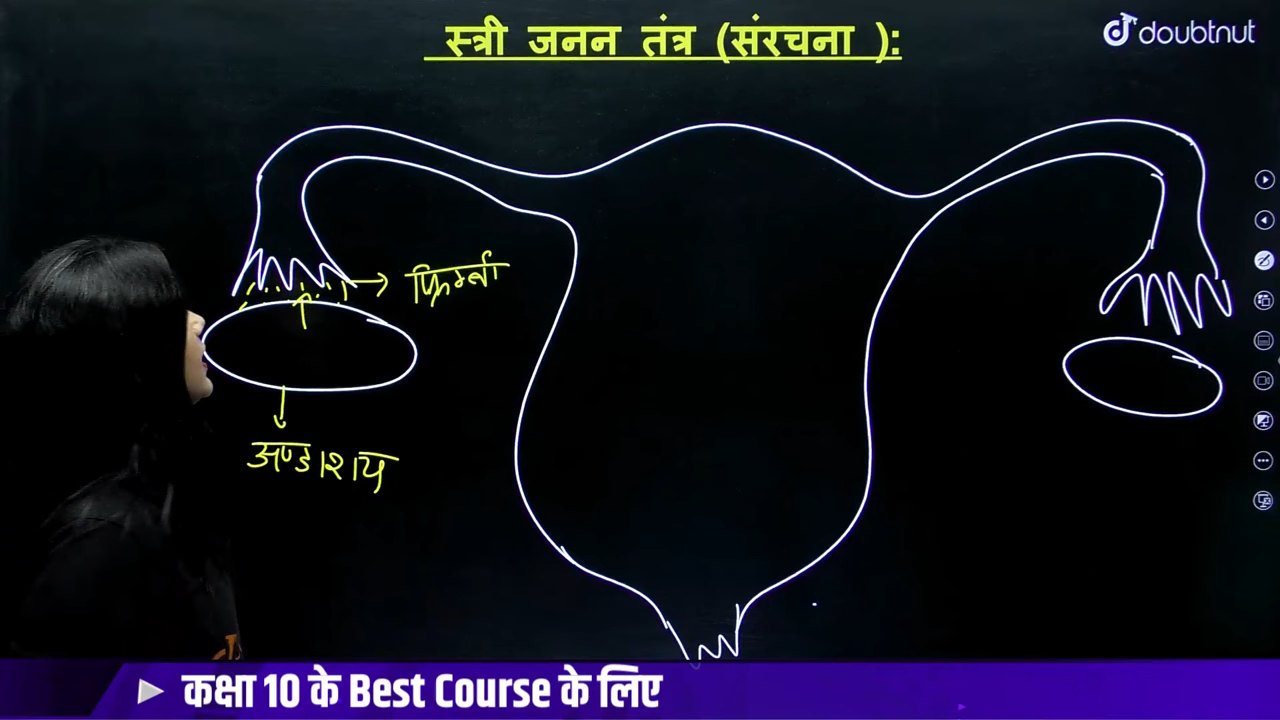 स्त्री जनन तंत्र (संरचना ):
doubtnut
अण्डाशय
कक्षा 10 के Best Course के लिए